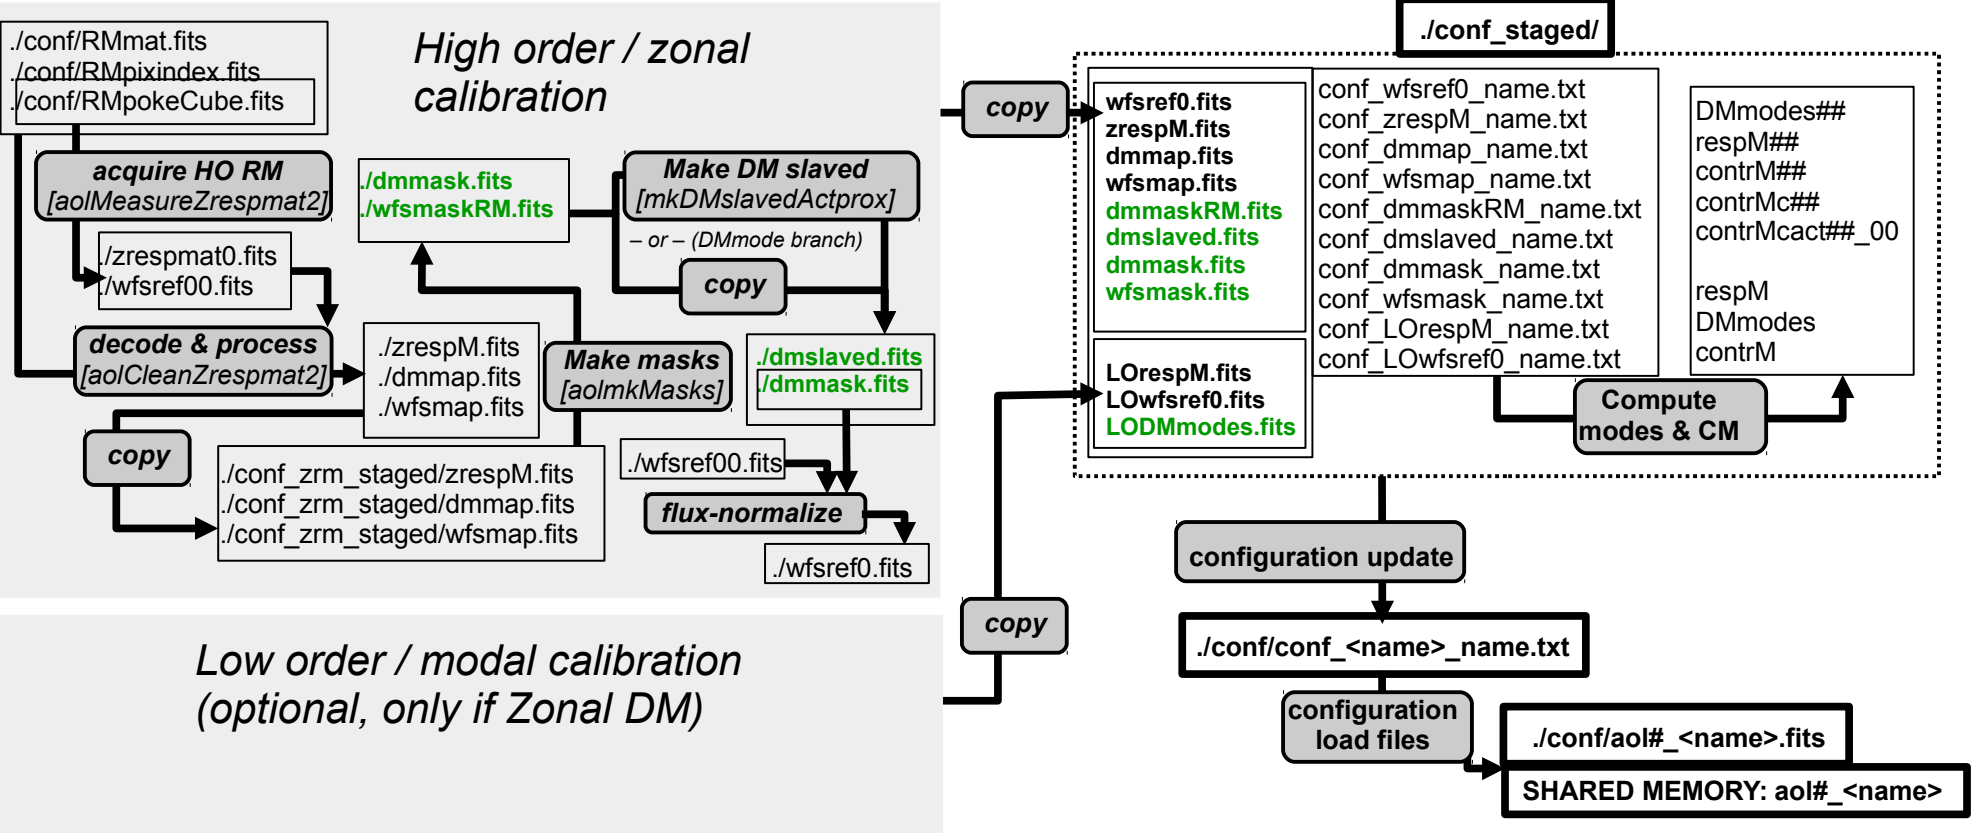 ./conf/RMmat.fits
./conf/RMpixindex.fits
./conf/RMpokeCube.fits
High order / zonal
calibration
acquire HO RM
[aolMeasureZrespmat2]
./zrespmat0.fits
./wfsref00.fits
decode & process
[aolCleanZrespmat2]
./zrespM.fits
./dmmap.fits
./wfsmap.fits
copy
./conf_zrm_staged/zrespM.fits
./conf_zrm_staged/dmmap.fits
./conf_zrm_staged/wfsmap.fits
Make masks
[aolmkMasks]
./dmmask.fits
./wfsmaskRM.fits
Make DM slaved
[mkDMslavedActprox]
– or – (DMmode branch)
copy
./dmslaved.fits
./dmmask.fits
./wfsref00.fits
flux-normalize
./wfsref0.fits
Low order / modal calibration
(optional, only if Zonal DM)
copy
copy
./conf_staged/
wfsref0.fits
zrespM.fits
dmmap.fits
wfsmap.fits
dmmaskRM.fits
dmslaved.fits
dmmask.fits
wfsmask.fits
LOrespM.fits
LOwfsref0.fits
LODMmodes.fits
conf_wfsref0_name.txt
conf_zrespM_name.txt
conf_dmmap_name.txt
conf_wfsmap_name.txt
conf_dmmaskRM_name.txt
conf_dmslaved_name.txt
conf_dmmask_name.txt
conf_wfsmask_name.txt
conf_LOrespM_name.txt
conf_LOwfsref0_name.txt
Compute
modes & CM
DMmodes##
respM##
contrM##
contrMc##
contrMcact##_00
respM
DMmodes
contrM
configuration update
./conf/conf_<name>_name.txt
configuration
load files
./conf/aol#_<name>.fits
SHARED MEMORY: aol#_<name>